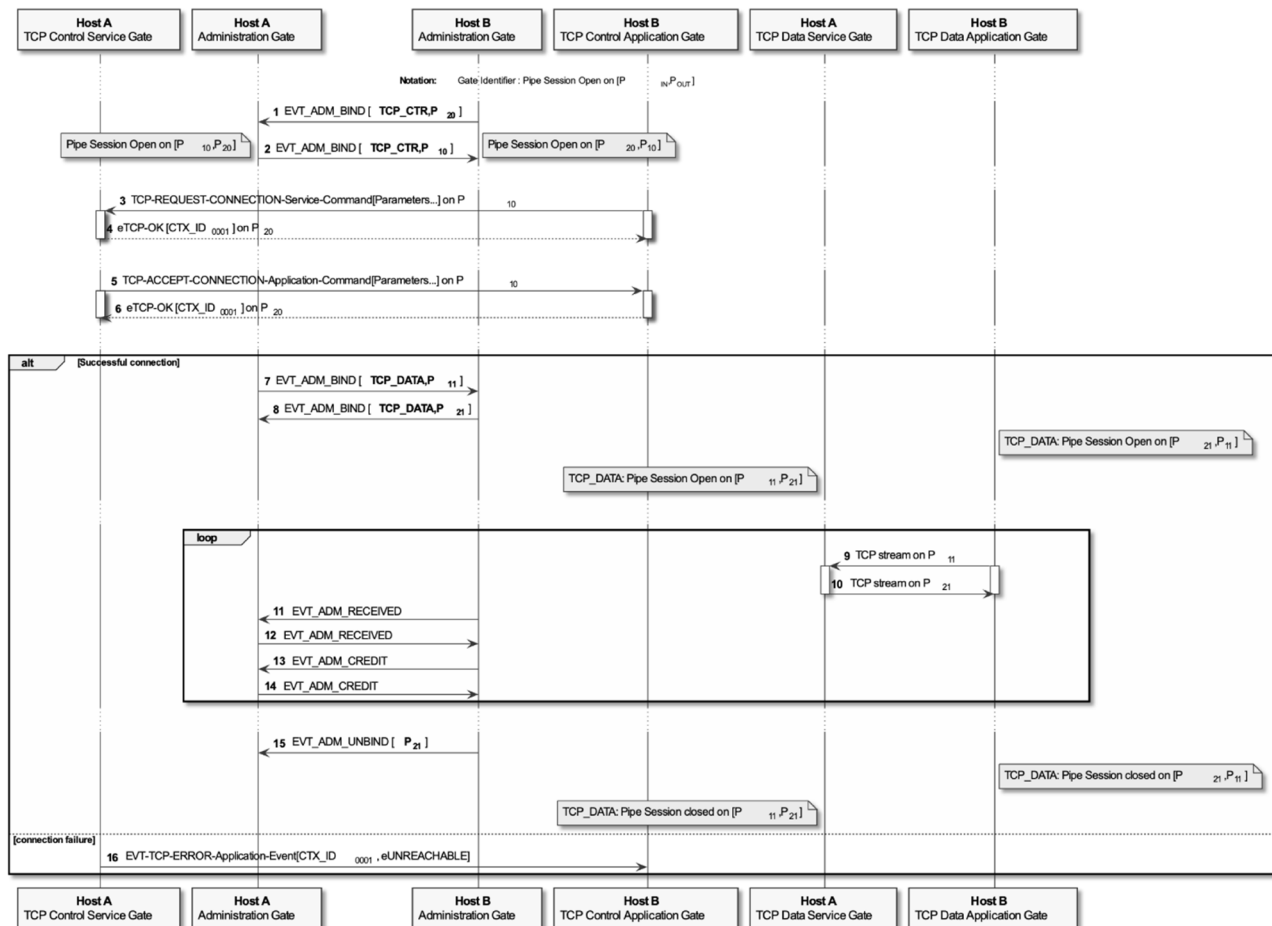 Host A
TCP Control Service Gate
Host A
Administration Gate
Host B
Administration Gate
Host B
TCP Control Application Gate
Host A
TCP Data Service Gate
Host B
TCP Data Application Gate
Notation: Gate Identifier : Pipe Session Open on [P IN,POUT]
1 EVT_ADM_BIND [ TCP_CTR,P 20 ]
Pipe Session Open on [P 10,P20]
2 EVT_ADM_BIND [ TCP_CTR,P 10 ]
Pipe Session Open on [P 20,P10]
3 TCP-REQUEST-CONNECTION-Service-Command[Parameters...] on P 10
4 eTCP-OK [CTX_ID 0001 ] on P 20
5 TCP-ACCEPT-CONNECTION-Application-Command[Parameters...] on P 10
6 eTCP-OK [CTX_ID 0001 ] on P 20
alt [Successful connection]
7 EVT_ADM_BIND [ TCP_DATA,P 11 ]
8 EVT_ADM_BIND [ TCP_DATA,P 21 ]
TCP_DATA: Pipe Session Open on [P 21,P11 ]
TCP_DATA: Pipe Session Open on [P 11,P21]
loop
9 TCP stream on P 11
10 TCP stream on P 21
11 EVT_ADM_RECEIVED
12 EVT_ADM_RECEIVED
13 EVT_ADM_CREDIT
14 EVT_ADM_CREDIT
15 EVT_ADM_UNBIND [ P21 ]
TCP_DATA: Pipe Session closed on [P 21,P11 ]
TCP_DATA: Pipe Session closed on [P 11,P21]
[connection failure]
16 EVT-TCP-ERROR-Application-Event[CTX_ID 0001 , eUNREACHABLE]
Host A
TCP Control Service Gate
Host A
Administration Gate
Host B
Administration Gate
Host B
TCP Control Application Gate
Host A
TCP Data Service Gate
Host B
TCP Data Application Gate